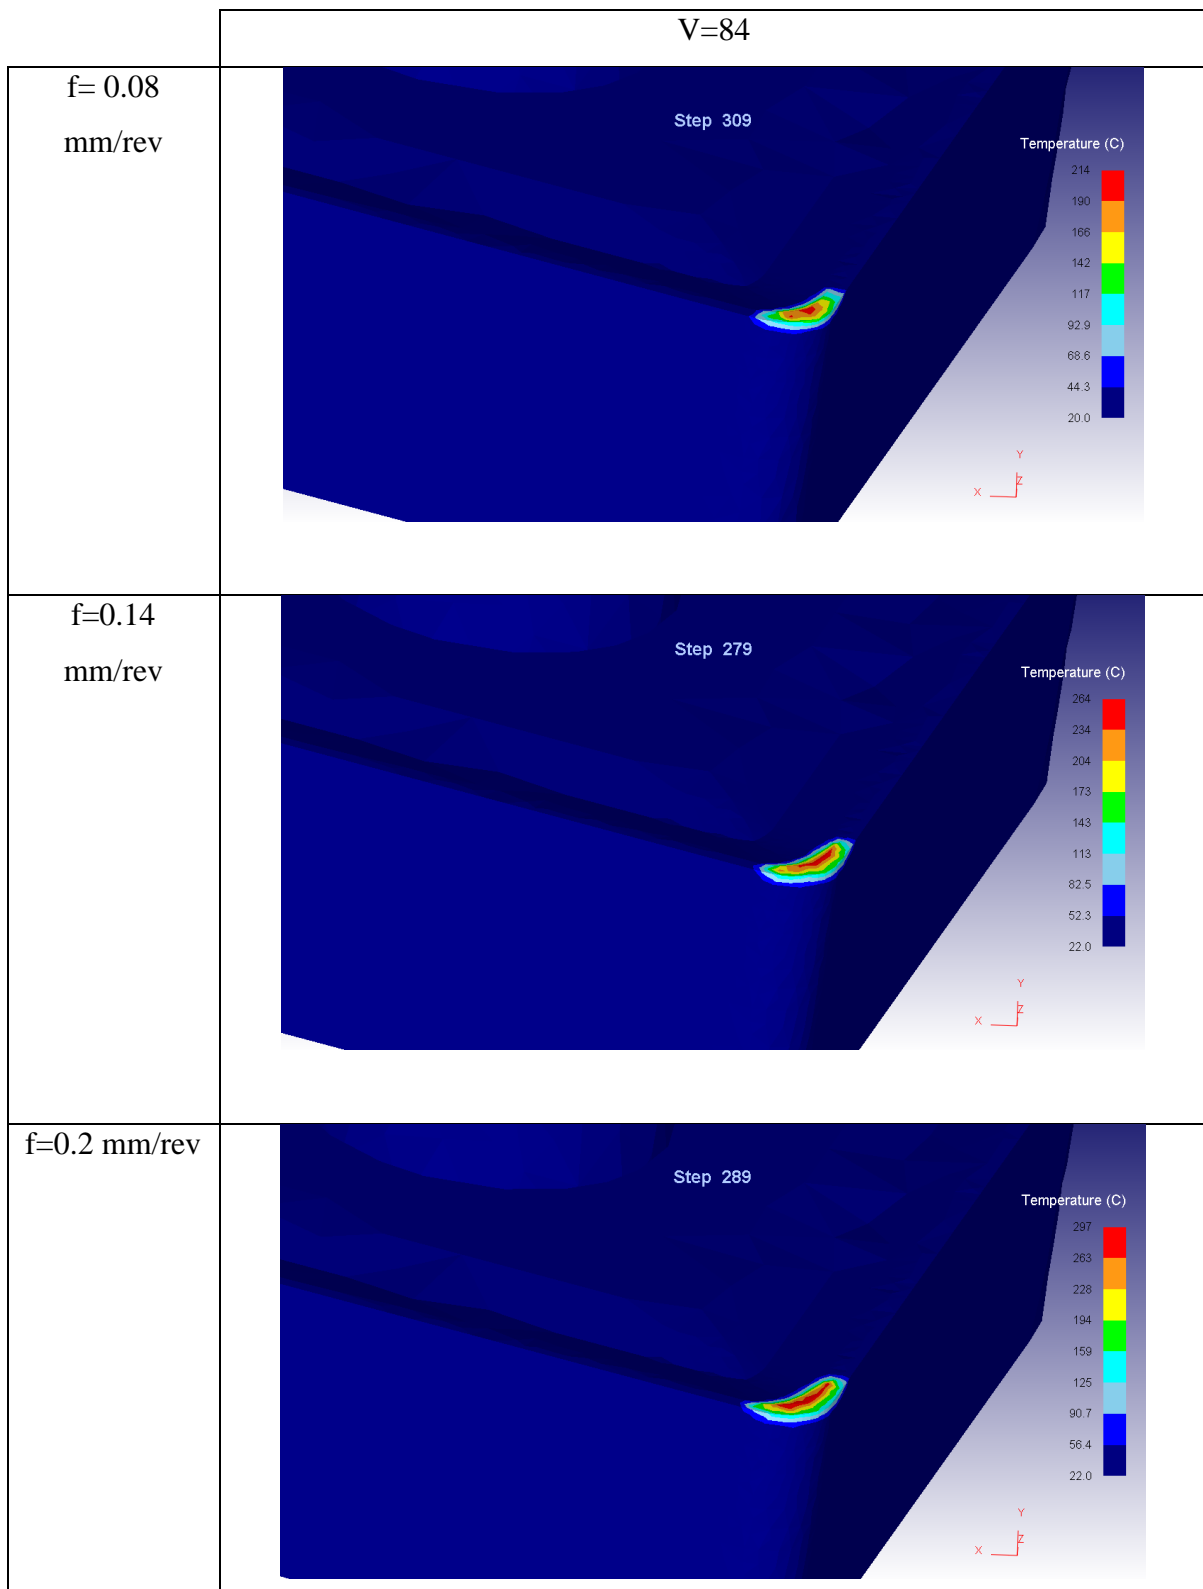 V=84
f= 0.08
mm/rev
Step 309
Temperature (C)
214
190
166
142
117
92.9
68.6
44.3
20.0
Y
Z
X
f=0.14
mm/rev
Step 279
Temperature (C)
264
234
204
173
143
113
82.5
52.3
22.0
Y
Z
X
f=0.2 mm/rev
Step 289
Temperature (C)
297
263
228
194
159
125
90.7
56.4
22.0
Y
Z
X